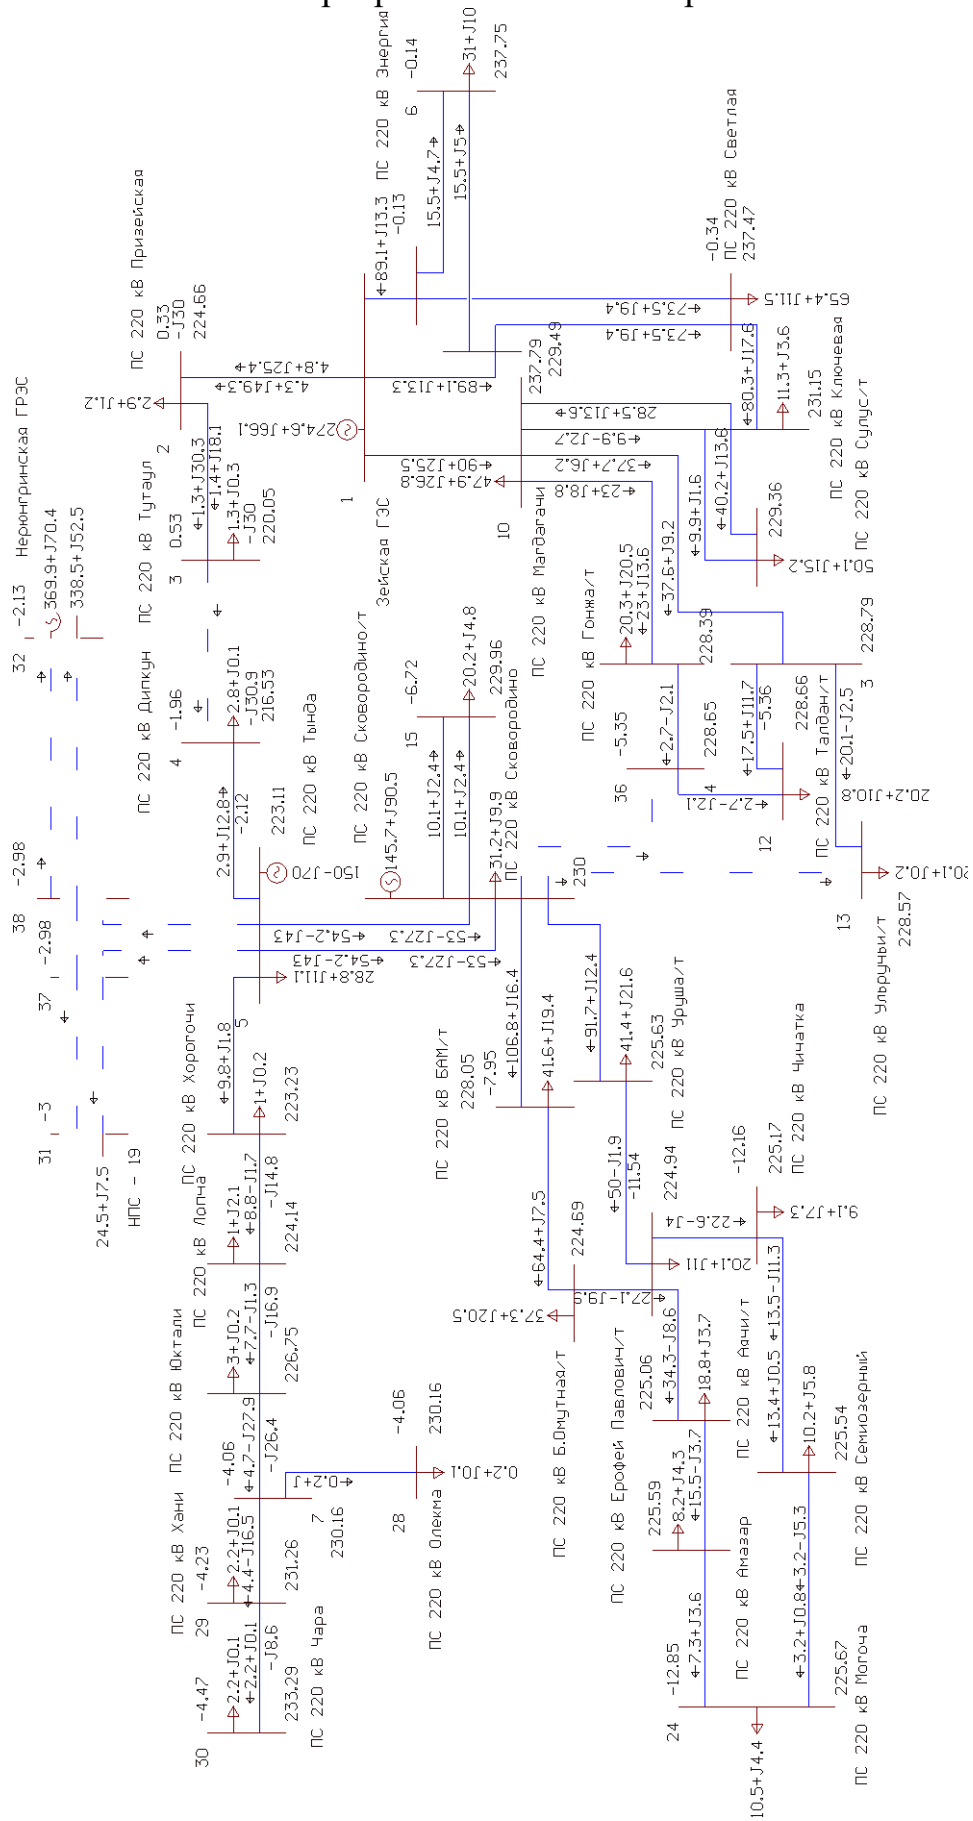 Нерюнгринская ГРЭС
32
-2.13
369.9+J70.4
338.5+J52.5
38
-2.98
37
-2.98
31
-3
24.5+J7.5
НПС - 19
ПС 220 кВ Призейская
2
0.33
-J30
224.66
2.9+J1.2
4.8+J25.4
4.3+J49.3
ПС 220 кВ Тутаул
3
0.53
1.3+J30.3
1.4+J18.1
1.3+J0.3
-J30
220.05
ПС 220 кВ Дипкун
4
-1.96
2.8+J0.1
-J30.9
216.53
ПС 220 кВ Тында
5
2.9+J12.8
-2.12
223.11
150-J70
28.8+J11.1
54.2-J43
54.2-J43
53-J27.3
53-J27.3
ПС 220 кВ Хорогочи
9.8+J1.8
1+J0.2
223.23
ПС 220 кВ Лопча
1+J2.1
8.8-J1.7
-J14.8
224.14
ПС 220 кВ Юктали
3+J0.2
7.7-J1.3
-J16.9
226.75
ПС 220 кВ Хани
7
-4.06
4.7-J27.9
-J26.4
230.16
0.2+J
28
-4.06
230.16
0.2+J0.1
ПС 220 кВ Олекма
29
-4.23
2.2+J0.1
4.4-J16.5
231.26
30
-4.47
2.2+J0.1
2.2+J0.1
-J8.6
233.29
ПС 220 кВ Чара
Зейская ГЭС
1
274.6+J66.1
89.1+J13.3
89.1+J13.3
90+J25.5
ПС 220 кВ Энергия
6
-0.14
-0.13
31+J10
237.75
15.5+J4.7
15.5+J5
237.79
ПС 220 кВ Светлая
-0.34
237.47
65.4+J11.5
73.5+J9.4
73.5+J9.4
80.3+J17.6
ПС 220 кВ Ключевая
11.3+J3.6
231.15
ПС 220 кВ Сулус/т
229.36
50.1+J15.2
9.9+J1.6
40.2+J13.6
ПС 220 кВ Магдагачи
10
229.49
47.9+J26.8
28.5+J13.6
9.9-J2.7
37.7+J6.2
23+J8.8
ПС 220 кВ Гонжа/т
36
-5.35
20.3+J20.5
23+J13.6
228.39
37.6+J9.2
2.7-J2.1
2.7-J2.1
228.65
4
ПС 220 кВ Талдан/т
12
17.5+J11.7
-5.36
228.66
20.2+J10.8
3
228.79
20.1-J2.5
13
228.57
20.1+J0.2
ПС 220 кВ Ульручьи/т
ПС 220 кВ Сковородино/т
15
-6.72
20.2+J4.8
229.96
10.1+J2.4
10.1+J2.4
ПС 220 кВ Сковородино
145.7+J90.5
31.2+J9.9
230
ПС 220 кВ БАМ/т
228.05
-7.95
106.8+J16.4
41.6+J19.4
ПС 220 кВ Уруша/т
91.7+J12.4
41.4+J21.6
225.63
ПС 220 кВ Б.Омутная/т
64.4+J7.5
224.69
37.3+J20.5
ПС 220 кВ Ерофей Павлович/т
50-J1.9
-11.54
224.94
20.1+J11
27.1-J9.9
ПС 220 кВ Чичатка
-12.16
225.17
22.6-J4
9.1+J7.3
ПС 220 кВ Аячи/т
225.06
34.3-J8.6
18.8+J3.7
ПС 220 кВ Амазар
225.59
8.2+J4.3
15.5-J3.7
ПС 220 кВ Семиозерный
13.4+J0.5
13.5-J11.3
10.2+J5.8
225.54
ПС 220 кВ Могоча
24
-12.85
7.3+J3.6
3.2+J0.8
3.2-J5.3
225.67
10.5+J4.4